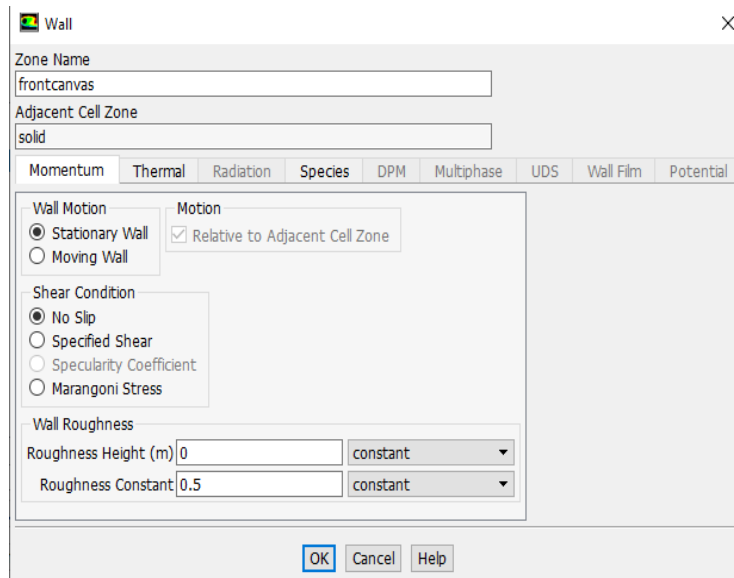 Wall
Zone Name
frontcanvas
Adjacent Cell Zone
solid
Momentum Thermal Radiation Species DPM Multiphase UDS Wall Film Potential
Wall Motion Motion
Stationary Wall Relative to Adjacent Cell Zone
Moving Wall
Shear Condition
No Slip
Specified Shear
Specularity Coefficient
Marangoni Stress
Wall Roughness
Roughness Height (m) 0 constant
Roughness Constant 0.5 constant
OK Cancel Help